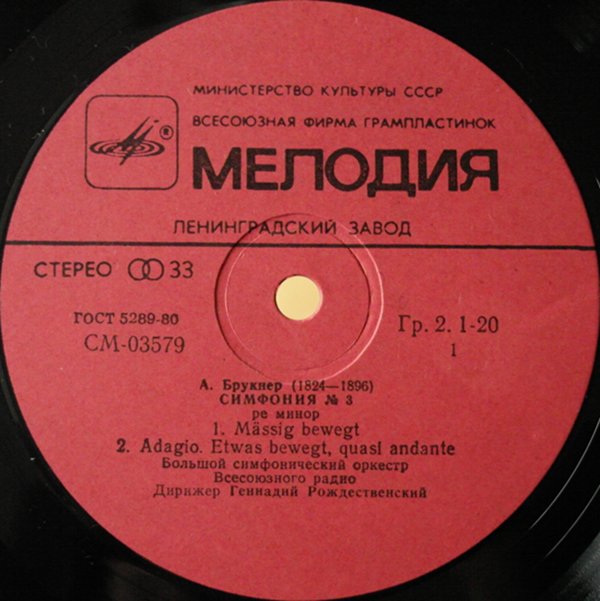 МИНИСТЕРСТВО КУЛЬТУРЫ СССР
ВСЕСОЮЗНАЯ ФИРМА ГРАМПЛАСТИНОК
®
МЕЛОДИЯ
ЛЕНИНГРАДСКИЙ ЗАВОД
СТЕРЕО 33
ГОСТ 5289-80
СМ-03579
Гр. 2. 1-20
1
А. Брукнер (1824—1896)
СИМФОНИЯ № 3
ре минор
1. Mässig bewegt
2. Adagio. Etwas bewegt, quasi andante
Большой симфонический оркестр
Всесоюзного радио
Дирижер Геннадий Рождественский